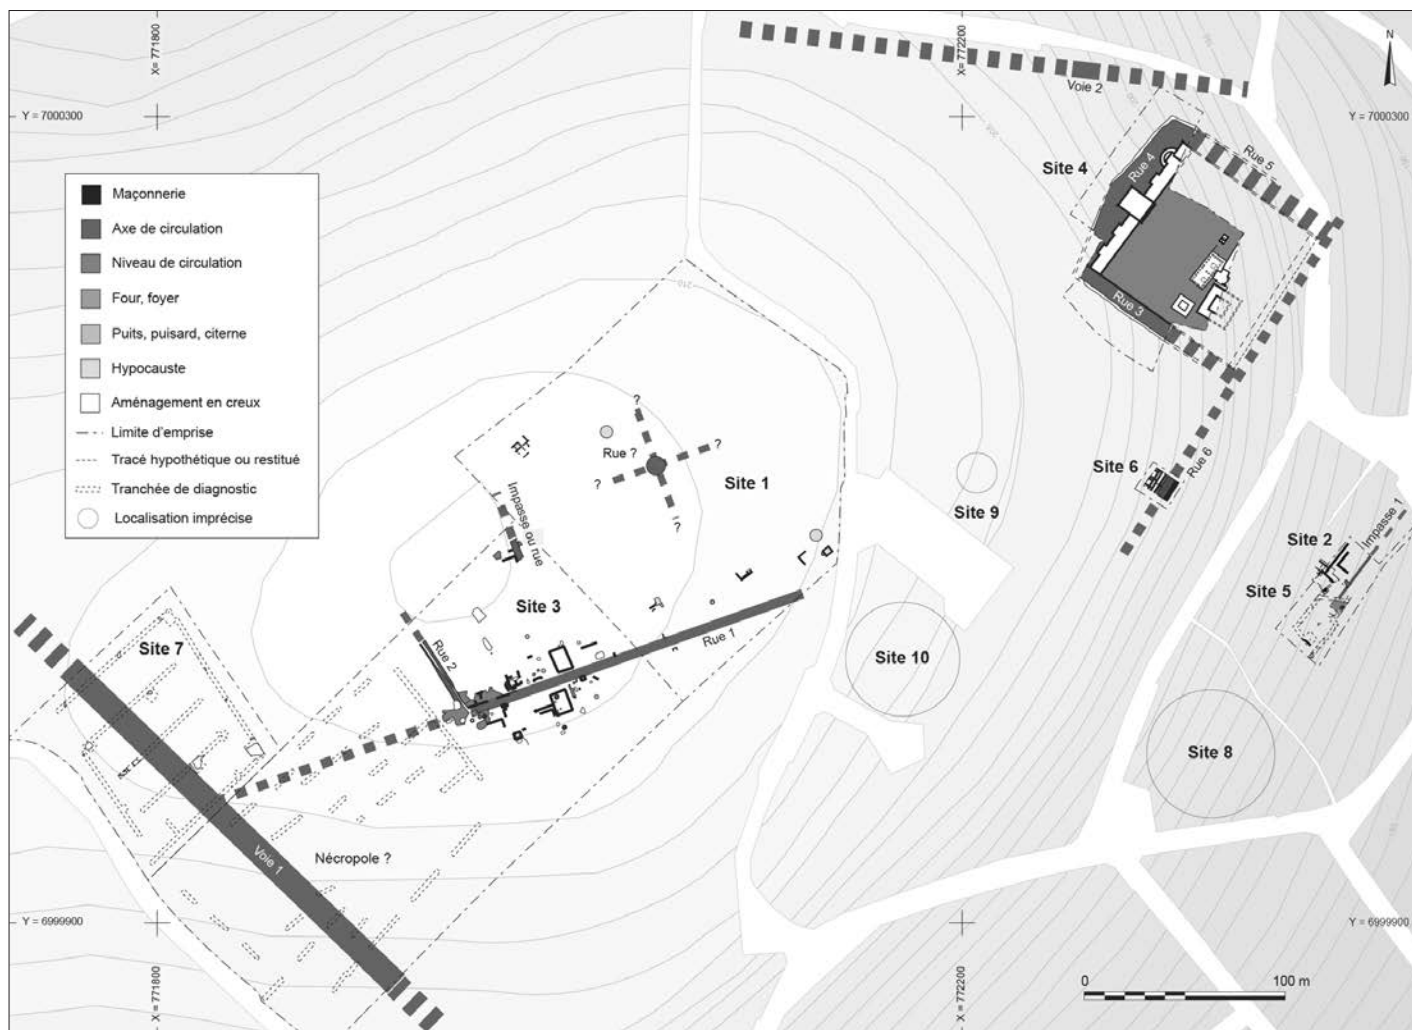 X= 771800
X= 772200
N
Voie 2
Y = 7000300
Y = 7000300
Site 4
Rue 4
Rue 5
Maçonnerie
Axe de circulation
Niveau de circulation
Four, foyer
Puits, puisard, citerne
Hypocauste
Aménagement en creux
Limite d'emprise
Tracé hypothétique ou restitué
Tranchée de diagnostic
Localisation imprécise
210
Rue 3
?
?
Rue ?
?
?
Site 1
Impasse ou rue
Site 9
Site 6
Rue 6
Site 2
Impasse 1
Site 5
Site 3
Rue 1
Rue 2
Site 7
Site 10
Site 8
Voie 1
Nécropole ?
Y = 6999900
Y = 6999900
X = 771800
X = 772200
0
100 m